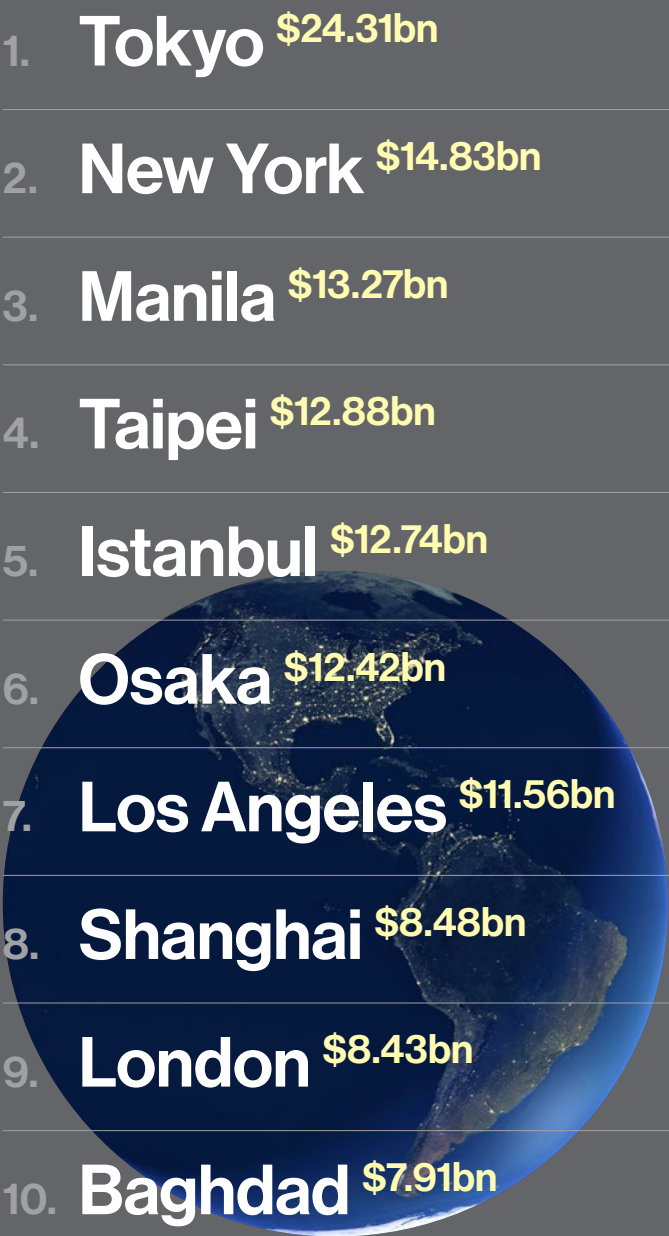 1. Tokyo $24.31bn
2. New York $14.83bn
3. Manila $13.27bn
4. Taipei $12.88bn
5. Istanbul $12.74bn
6. Osaka $12.42bn
7. Los Angeles $11.56bn
8. Shanghai $8.48bn
9. London $8.43bn
10. Baghdad $7.91bn